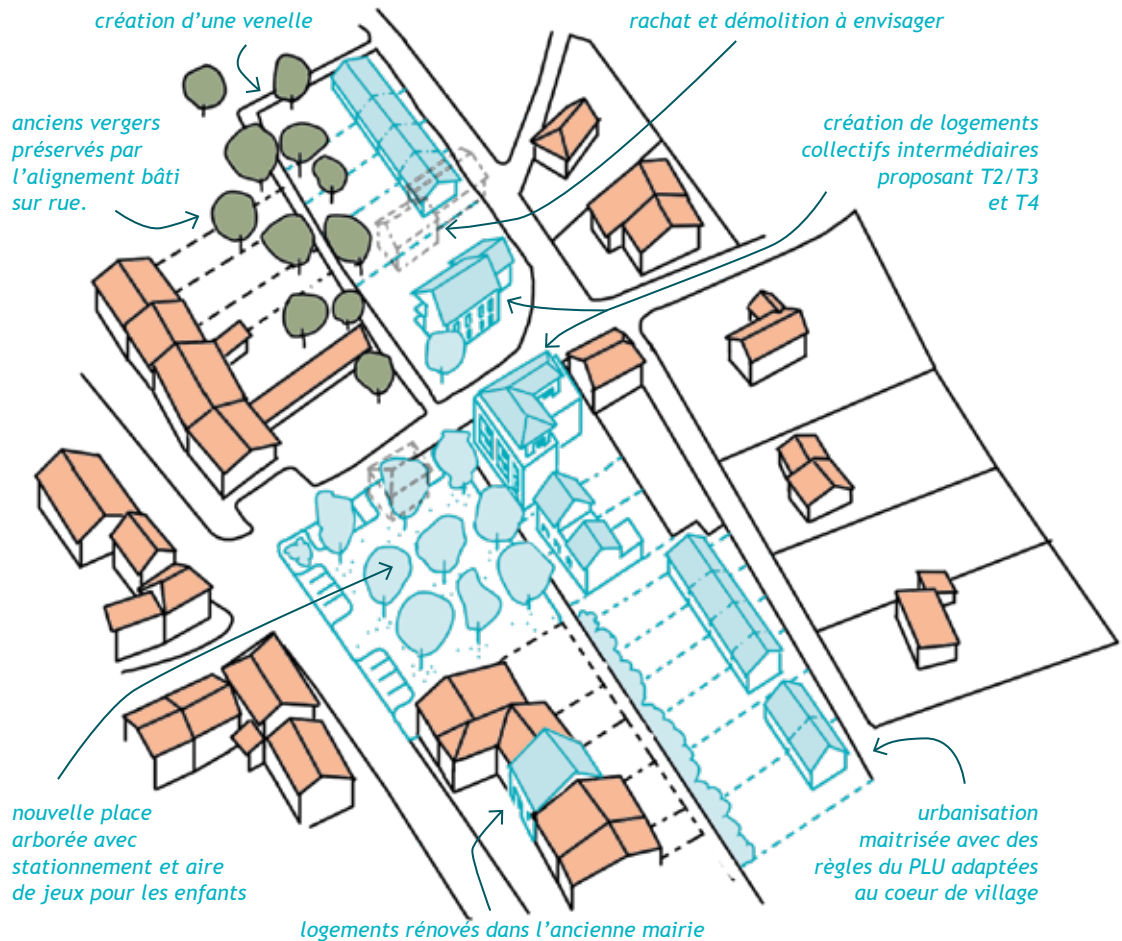 création d’une venelle
rachat et démolition à envisager
anciens vergers
préservés par
l’alignement bâti
sur rue.
création de logements
collectifs intermédiaires
proposant T2/T3
et T4
nouvelle place
arborée avec
stationnement et aire
de jeux pour les enfants
urbanisation
maitrisée avec des
règles du PLU adaptées
au coeur de village
logements rénovés dans l’ancienne mairie